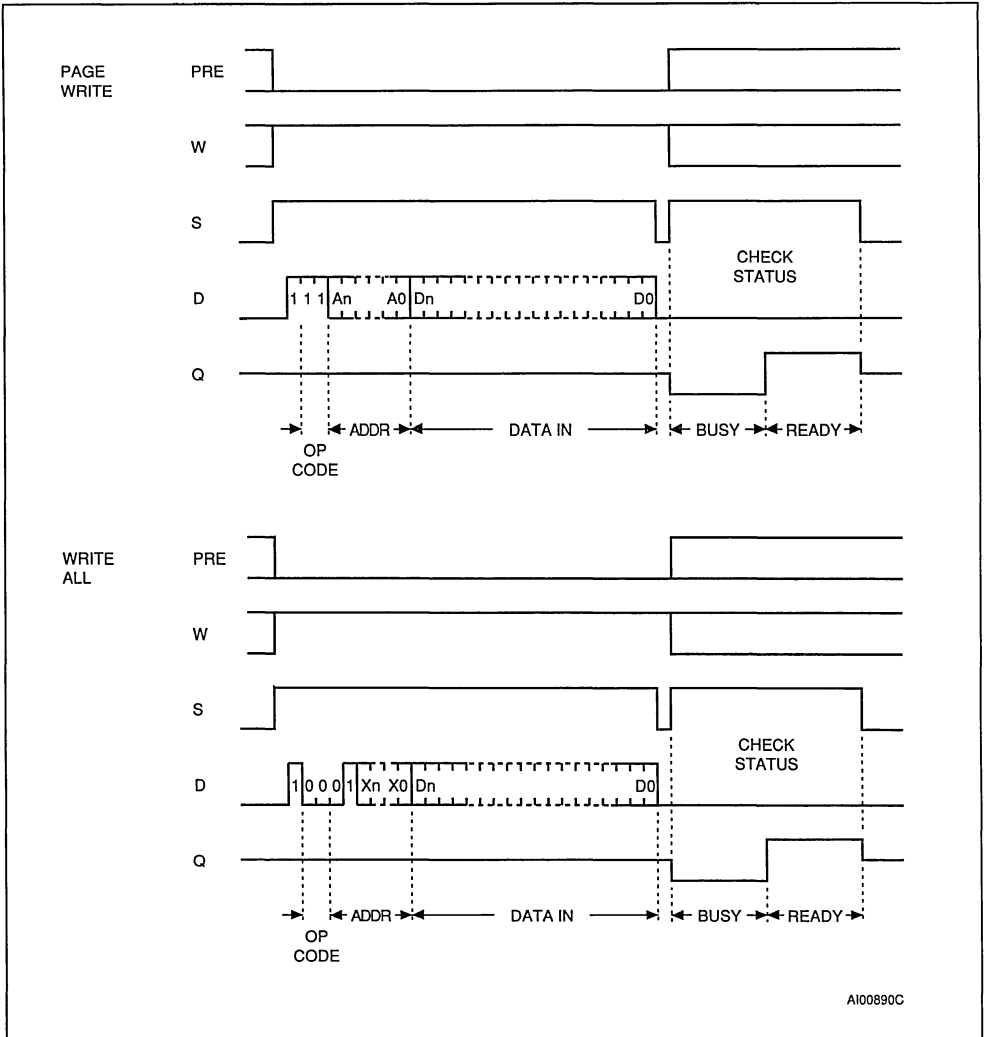 PAGE WRITE
PRE
W
S
CHECK STATUS
D
1 1 1 An A0 Dn D0
Q
ADDR DATA IN BUSY READY
OP CODE
WRITE ALL
PRE
W
S
CHECK STATUS
D
1 0 0 0 1 Xn X0 Dn D0
Q
ADDR DATA IN BUSY READY
OP CODE
AI00890C